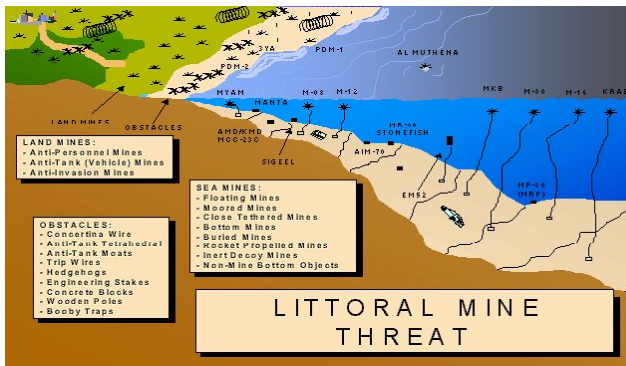 3YA
PDM-1
AL MUTHENA
PDM-2
MYAM
M-08
M-12
MKB
M-08
M-16
KRAB
MANTA
LAND MINES
OBSTACLES
AMD/KMD
MCC-23C
MR-80
STONEFISH
SIGEEL
AIM-70
EM52
MP-80
(MRP)
LAND MINES:
- Anti-Personnel Mines
- Anti-Tank (Vehicle) Mines
- Anti-Invasion Mines
SEA MINES:
- Floating Mines
- Moored Mines
- Close Tethered Mines
- Bottom Mines
- Buried Mines
- Rocket Propelled Mines
- Inert Decoy Mines
- Non-Mine Bottom Objects
OBSTACLES:
- Concertina Wire
- Anti-Tank Tetrahedral
- Anti-Tank Moats
- Trip Wires
- Hedgehogs
- Engineering Stakes
- Concrete Blocks
- Wooden Poles
- Booby Traps
LITTORAL MINE
THREAT